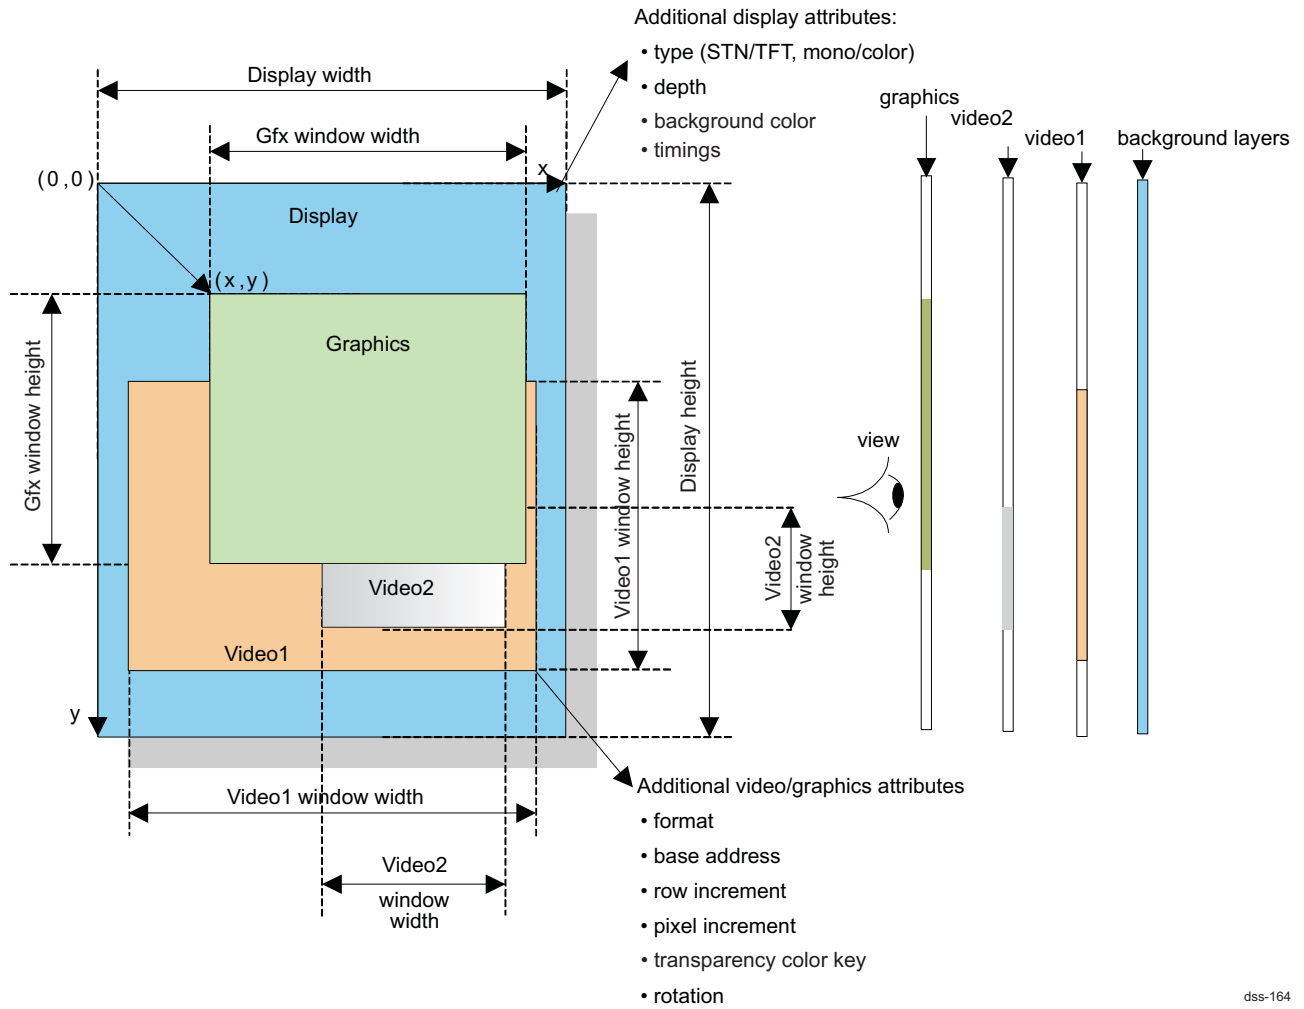 Additional display attributes:
• type (STN/TFT, mono/color)
• depth
• background color
• timings
Display width
Gfx window width
graphics
video2
video1
background layers
(0,0)
x
Display
(x,y)
Graphics
Gfx window height
Video1 window height
Display height
Video2
window
height
view
Video2
Video1
y
Video1 window width
Video2
window
width
Additional video/graphics attributes
• format
• base address
• row increment
• pixel increment
• transparency color key
• rotation
dss-164